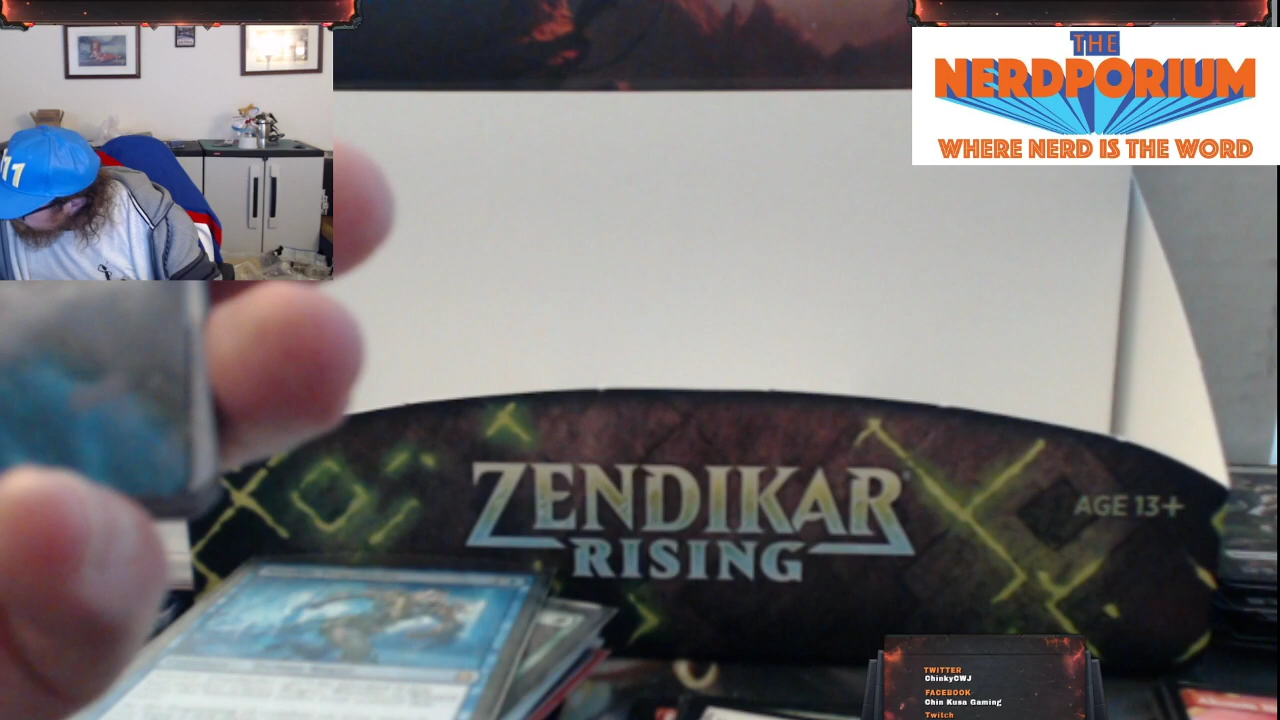 THE
NERDPORIUM
WHERE NERD IS THE WORD
ZENDIKAR
RISING
AGE 13+
TWITTER
ChinkyCWJ
FACEBOOK
Chin Kusa Gaming
Twitch